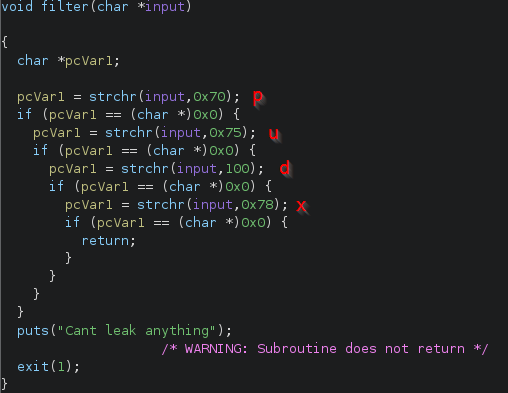 void filter(char *input)
{
char *pcVar1;
pcVar1 = strchr(input,0x70); p
if (pcVar1 == (char *)0x0) {
pcVar1 = strchr(input,0x75); u
if (pcVar1 == (char *)0x0) {
pcVar1 = strchr(input,100); d
if (pcVar1 == (char *)0x0) {
pcVar1 = strchr(input,0x78); x
if (pcVar1 == (char *)0x0) {
return;
}
}
}
}
puts("Cant leak anything");
/* WARNING: Subroutine does not return */
exit(1);
}